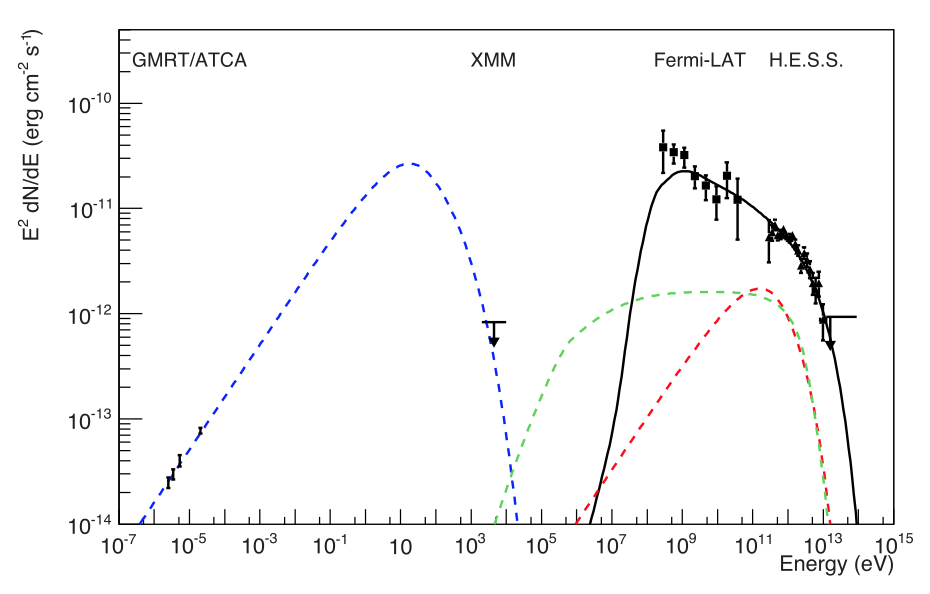 E² dN/dE (erg cm⁻² s⁻¹)
GMRT/ATCA XMM Fermi-LAT H.E.S.S.
10⁻¹⁰
10⁻¹¹
10⁻¹²
10⁻¹³
10⁻¹⁴
10⁻⁷ 10⁻⁵ 10⁻³ 10⁻¹ 10 10³ 10⁵ 10⁷ 10⁹ 10¹¹ 10¹³ 10¹⁵
Energy (eV)